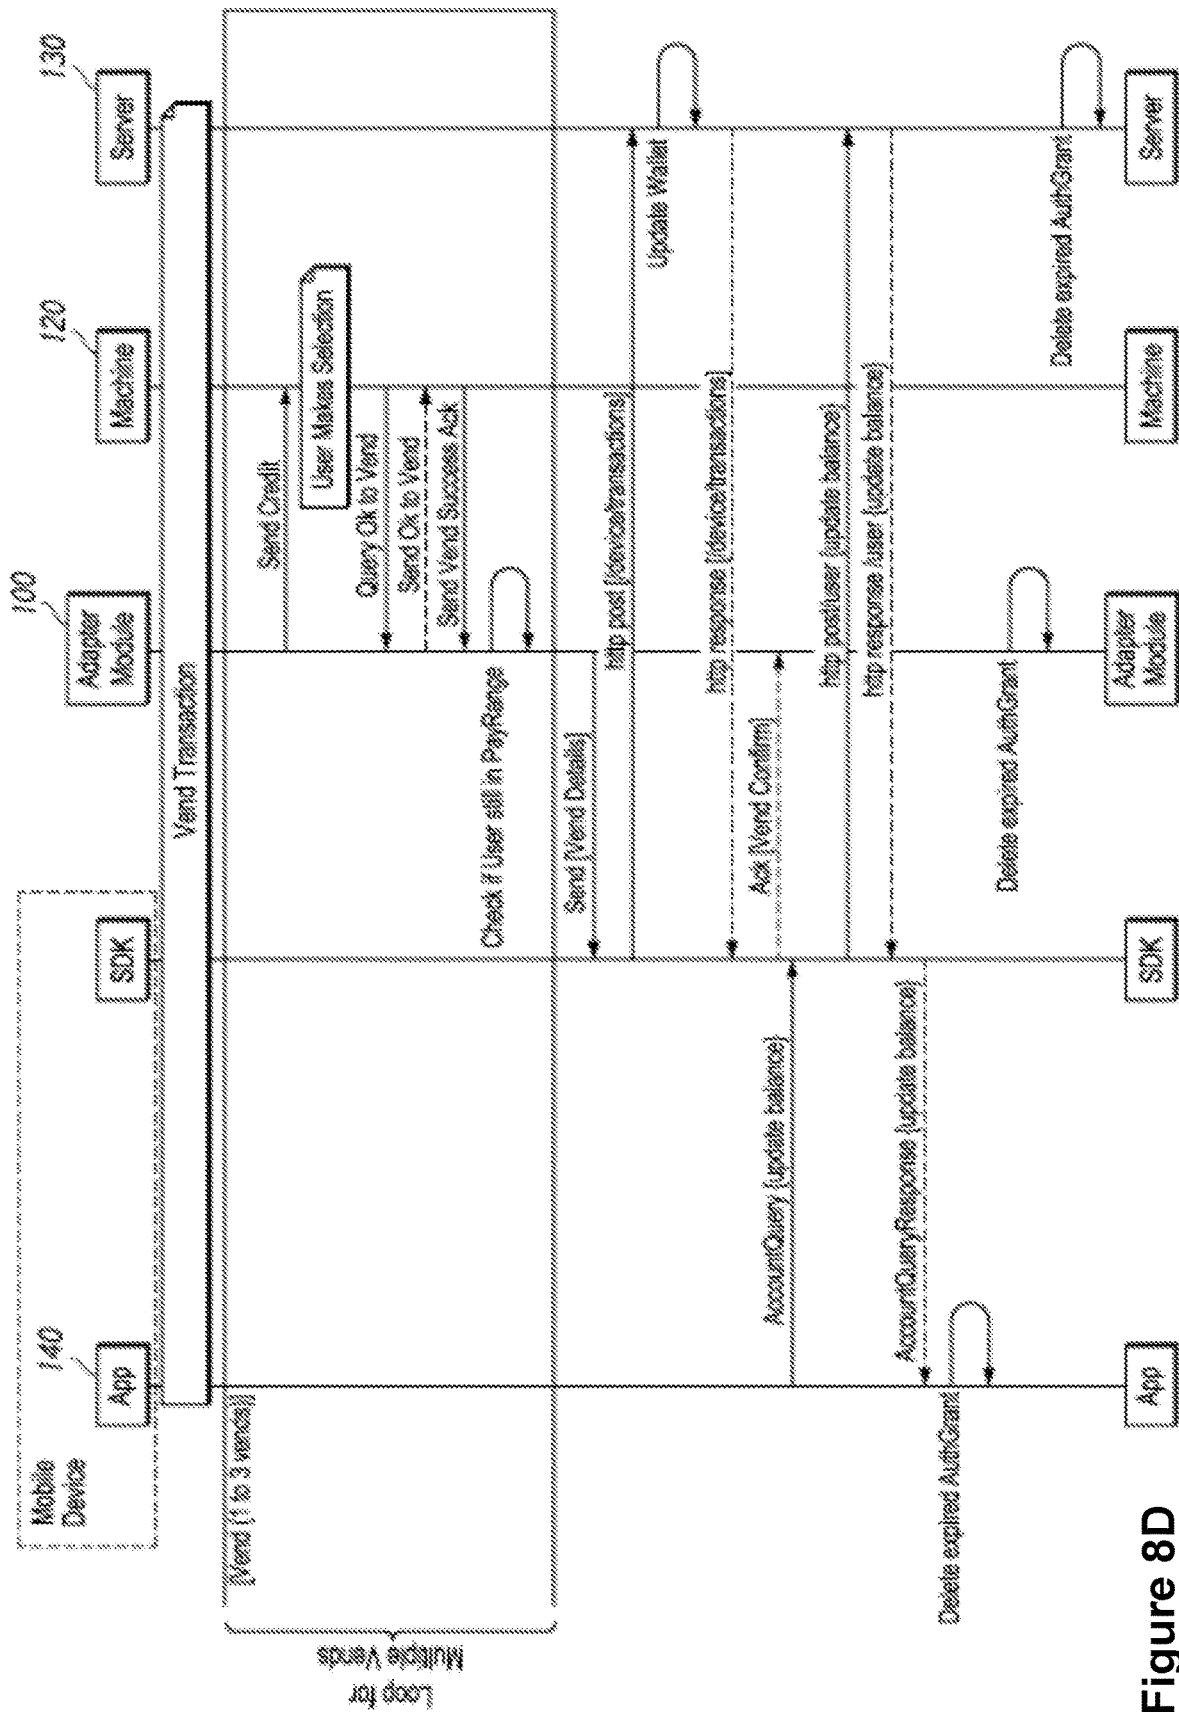 Mobile
Device
140
100
120
130
App
SDK
Adapter
Module
Machine
Server
Vend Transaction
[Vend [1 to 3 vends]]
Loop for
Multiple Vends
Send Credit
User Makes Selection
Query Ok to Vend
Send Ok to Vend
Send Vend Success Ack
Check if User still in PayRange
Send [Vend Details]
http post [/device/transactions]
Update Wallet
http response [/device/transactions]
Ack [Vend Confirm]
AccountQuery [update balance]
http post/user [update balance]
http response /user [update balance]
AccountQueryResponse [update balance]
Delete expired AuthGrant
Delete expired AuthGrant
Delete expired AuthGrant
App
SDK
Adapter
Module
Machine
Server
Figure 8D